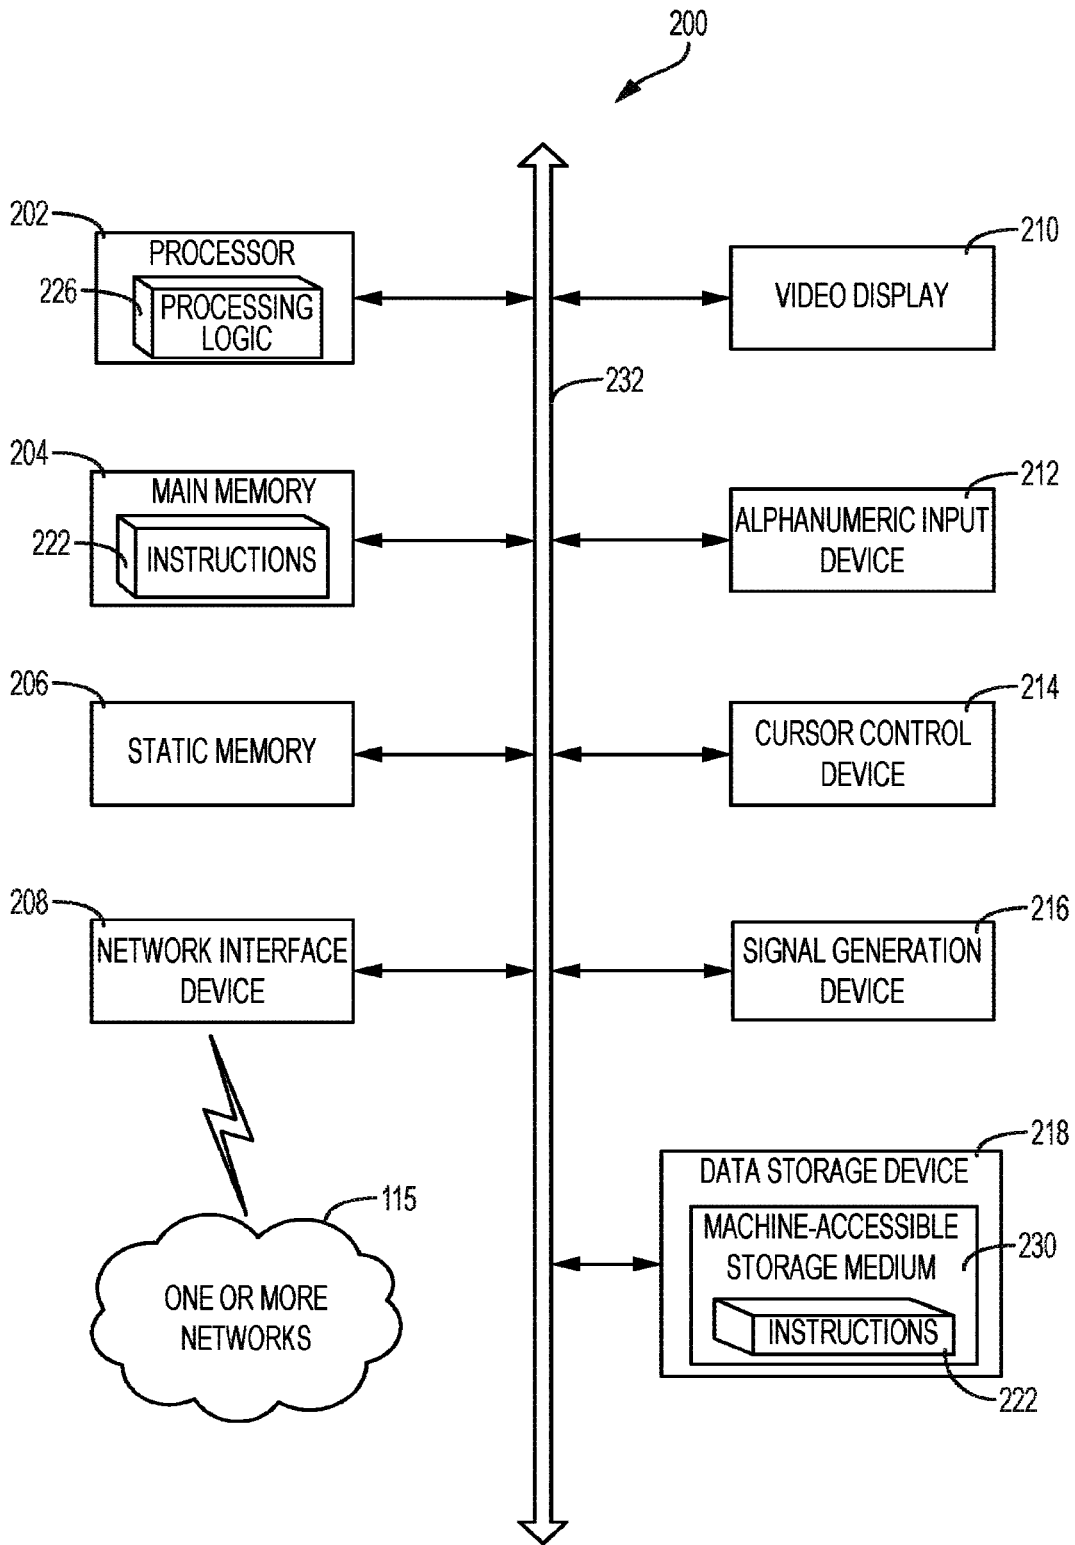 200
202
PROCESSOR
226
PROCESSING
LOGIC
210
VIDEO DISPLAY
232
204
MAIN MEMORY
222
INSTRUCTIONS
212
ALPHANUMERIC INPUT
DEVICE
206
STATIC MEMORY
214
CURSOR CONTROL
DEVICE
208
NETWORK INTERFACE
DEVICE
216
SIGNAL GENERATION
DEVICE
115
ONE OR MORE
NETWORKS
218
DATA STORAGE DEVICE
MACHINE-ACCESSIBLE
STORAGE MEDIUM
230
INSTRUCTIONS
222